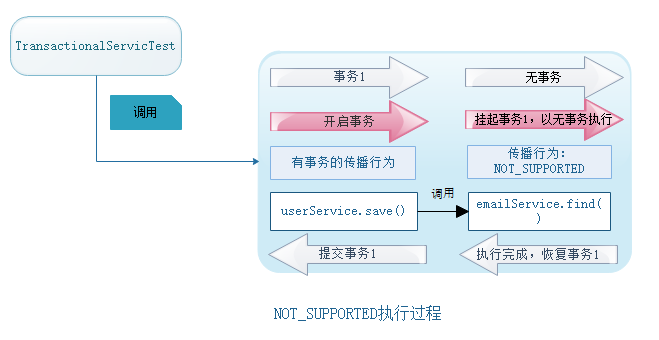 TransactionalServicTest
调用
事务1
无事务
开启事务
挂起事务1，以无事务执行
有事务的传播行为
传播行为：
NOT_SUPPORTED
调用
userService.save()
emailService.find(
)
提交事务1
执行完成，恢复事务1
NOT_SUPPORTED执行过程